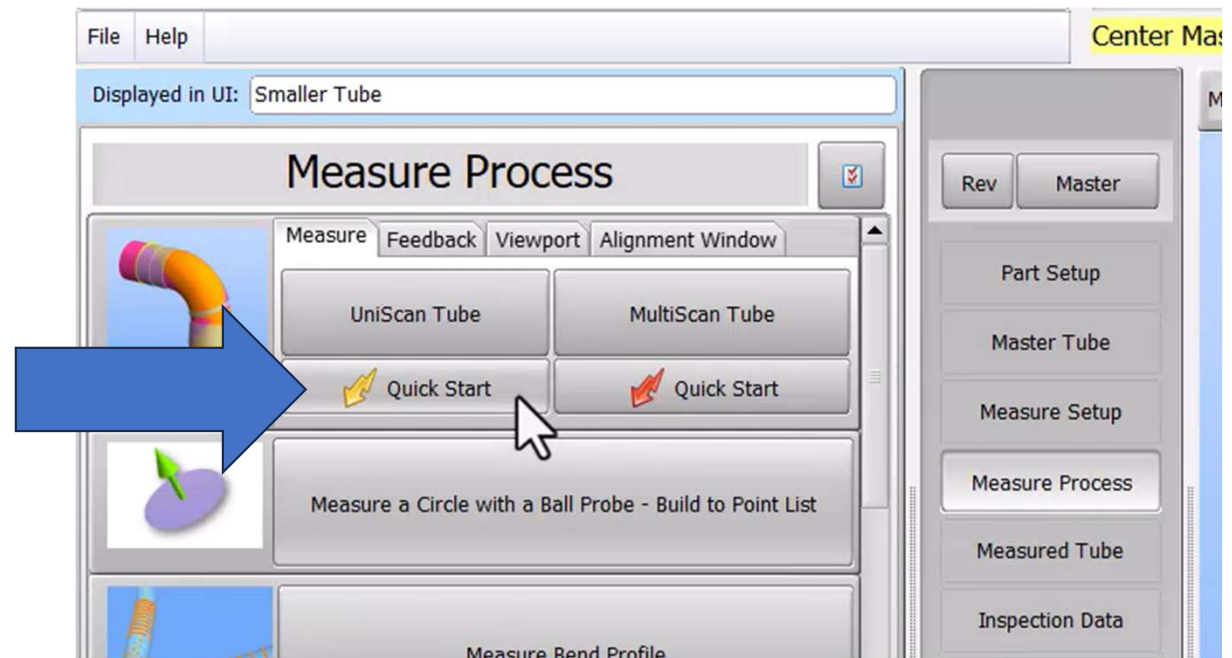 File Help
Center Mas
Displayed in UI: Smaller Tube
M
Measure Process
Rev Master
Measure Feedback Viewport Alignment Window
Part Setup
UniScan Tube MultiScan Tube
Master Tube
Quick Start Quick Start
Measure Setup
Measure Process
Measure a Circle with a Ball Probe - Build to Point List
Measured Tube
Inspection Data
Measure Bend Profile